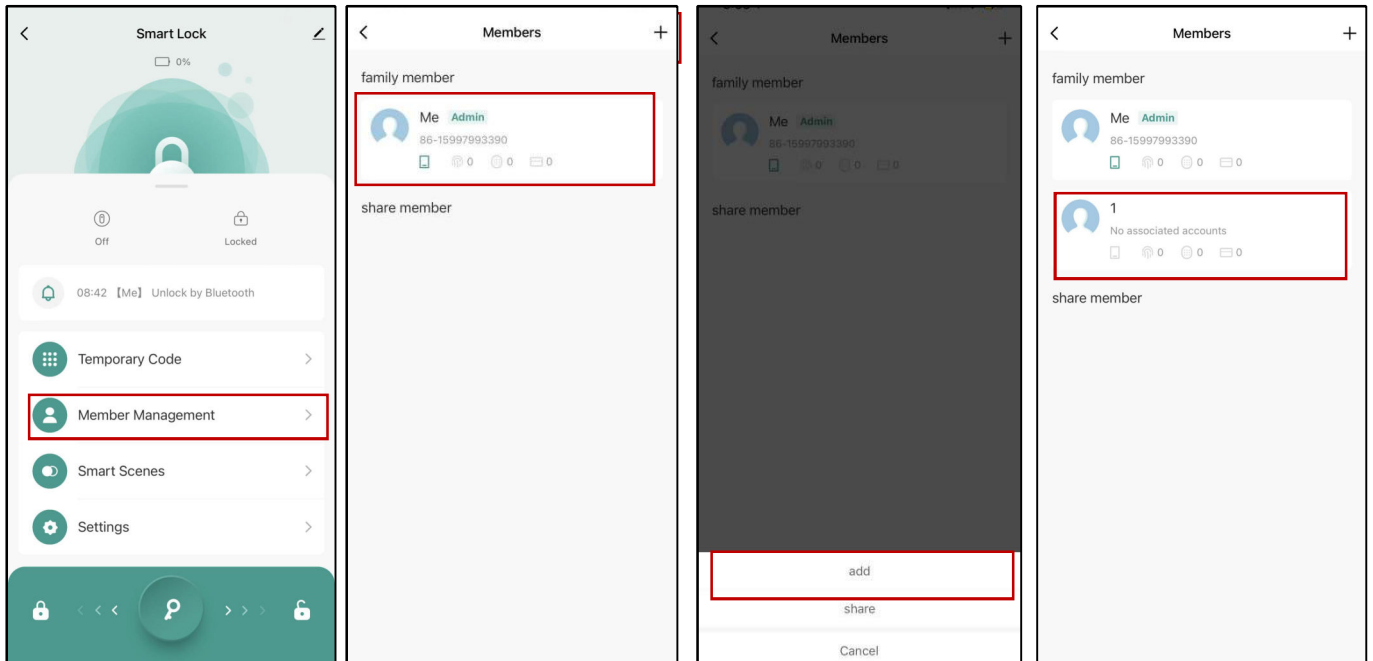 Smart Lock
0%
Off
Locked
08:42 【Me】 Unlock by Bluetooth
Temporary Code
Member Management
Smart Scenes
Settings
Members
family member
Me Admin
86-15997993390
0 0 0
share member
Members
family member
Me Admin
86-15997993390
0 0 0
share member
add
share
Cancel
Members
family member
Me Admin
86-15997993390
0 0 0
1
No associated accounts
0 0 0
share member